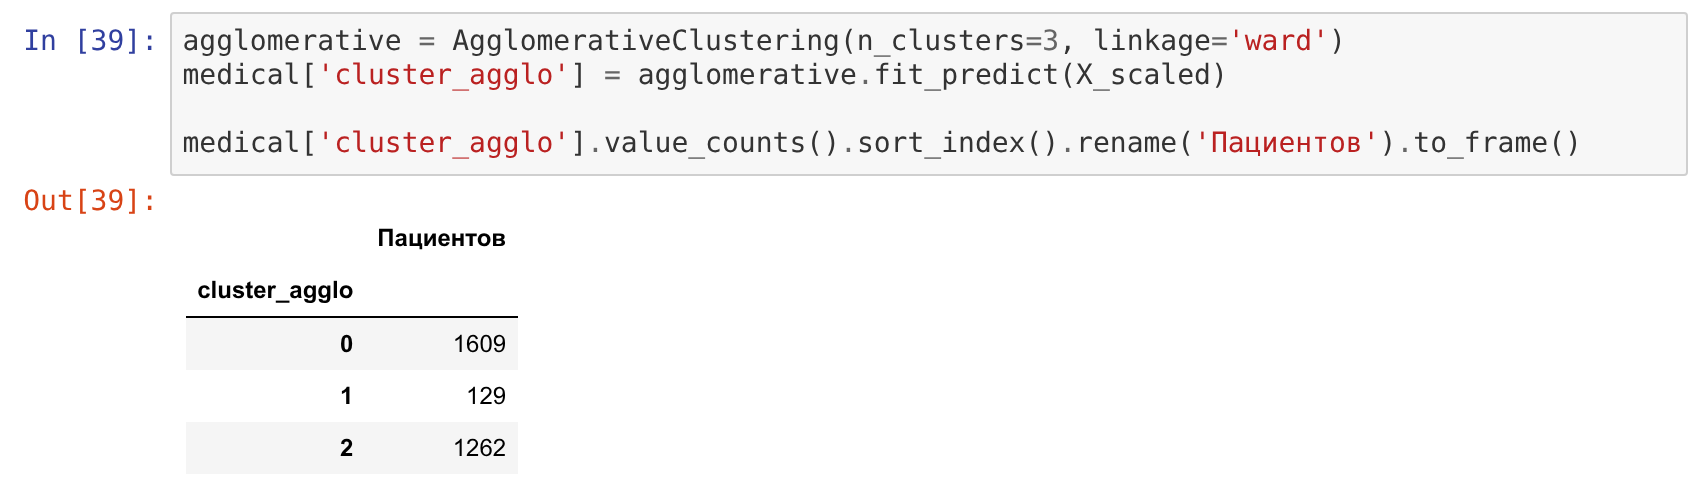 In [39]: agglomerative = AgglomerativeClustering(n_clusters=3, linkage='ward')
medical['cluster_agglo'] = agglomerative.fit_predict(X_scaled)
medical['cluster_agglo'].value_counts().sort_index().rename('Пациентов').to_frame()
Out[39]:
Пациентов
cluster_agglo
0 1609
1 129
2 1262